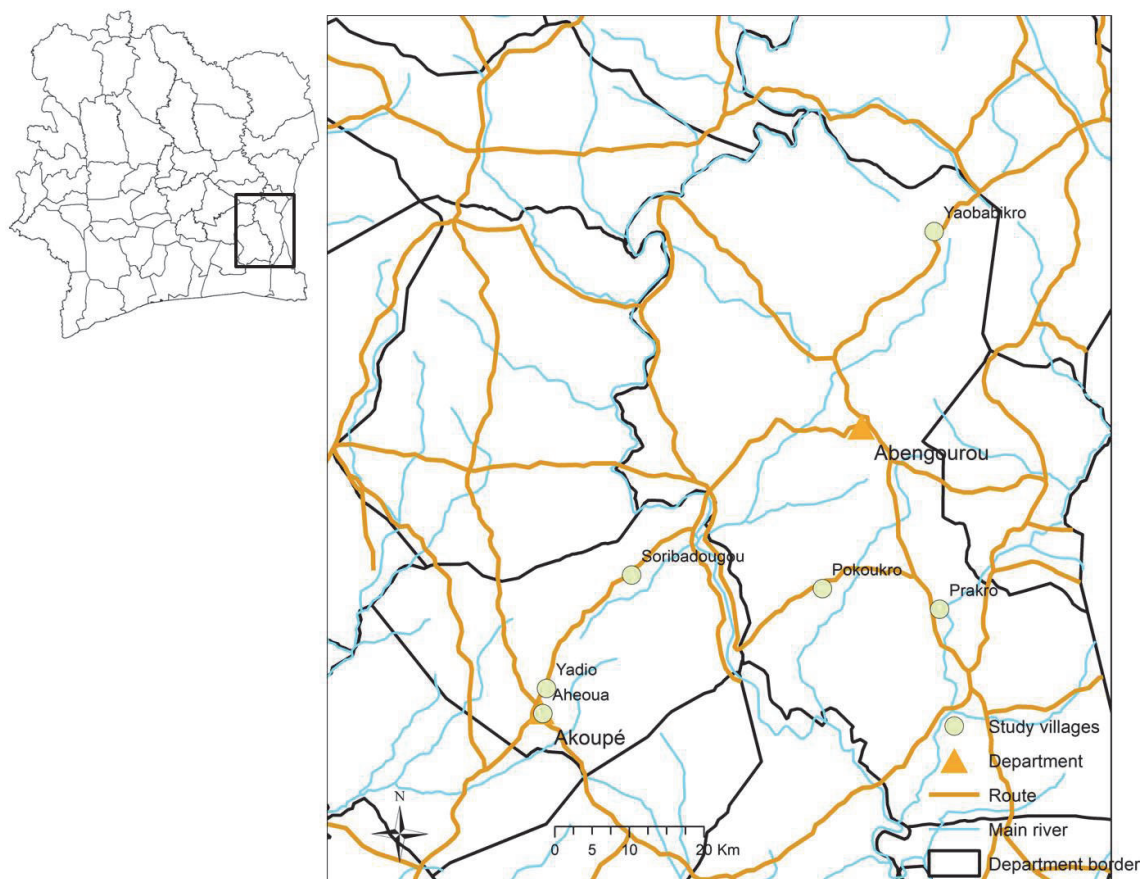 Yaobabikro
Abengourou
Soribadougou
Pokoukro
Prakro
Yadio
Aheoua
Akoupé
Study villages
Department
Route
Main river
Department border
N
0 5 10 20 Km